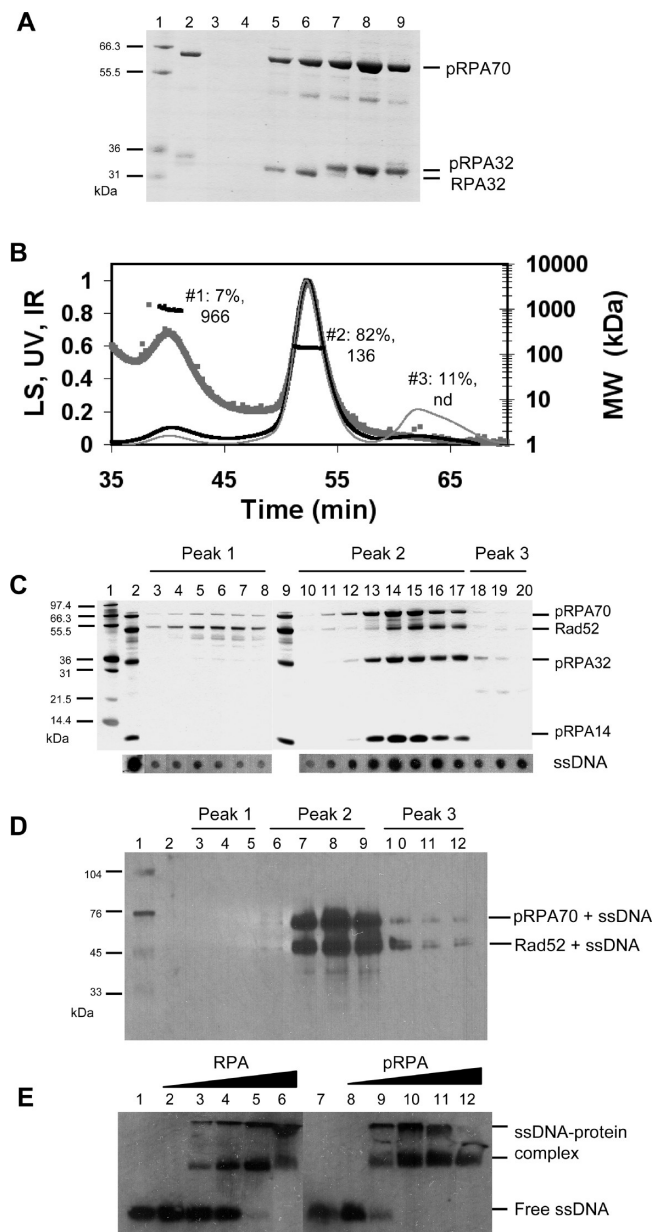 A
1 2 3 4 5 6 7 8 9
66.3
55.5
36
31
kDa
pRPA70
pRPA32
RPA32
B
LS, UV, IR
1
0.8
0.6
0.4
0.2
0
#1: 7%,
966
#2: 82%,
136
#3: 11%,
nd
10000
1000
100
10
1
MW (kDa)
35 45 55 65
Time (min)
C
Peak 1 Peak 2 Peak 3
1 2 3 4 5 6 7 8 9 10 11 12 13 14 15 16 17 18 19 20
97.4
66.3
55.5
36
31
21.5
14.4
kDa
pRPA70
Rad52
pRPA32
pRPA14
ssDNA
D
Peak 1 Peak 2 Peak 3
1 2 3 4 5 6 7 8 9 1 0 11 12
104
76
45
33
kDa
pRPA70 + ssDNA
Rad52 + ssDNA
E
RPA pRPA
1 2 3 4 5 6 7 8 9 10 11 12
ssDNA-protein
complex
Free ssDNA